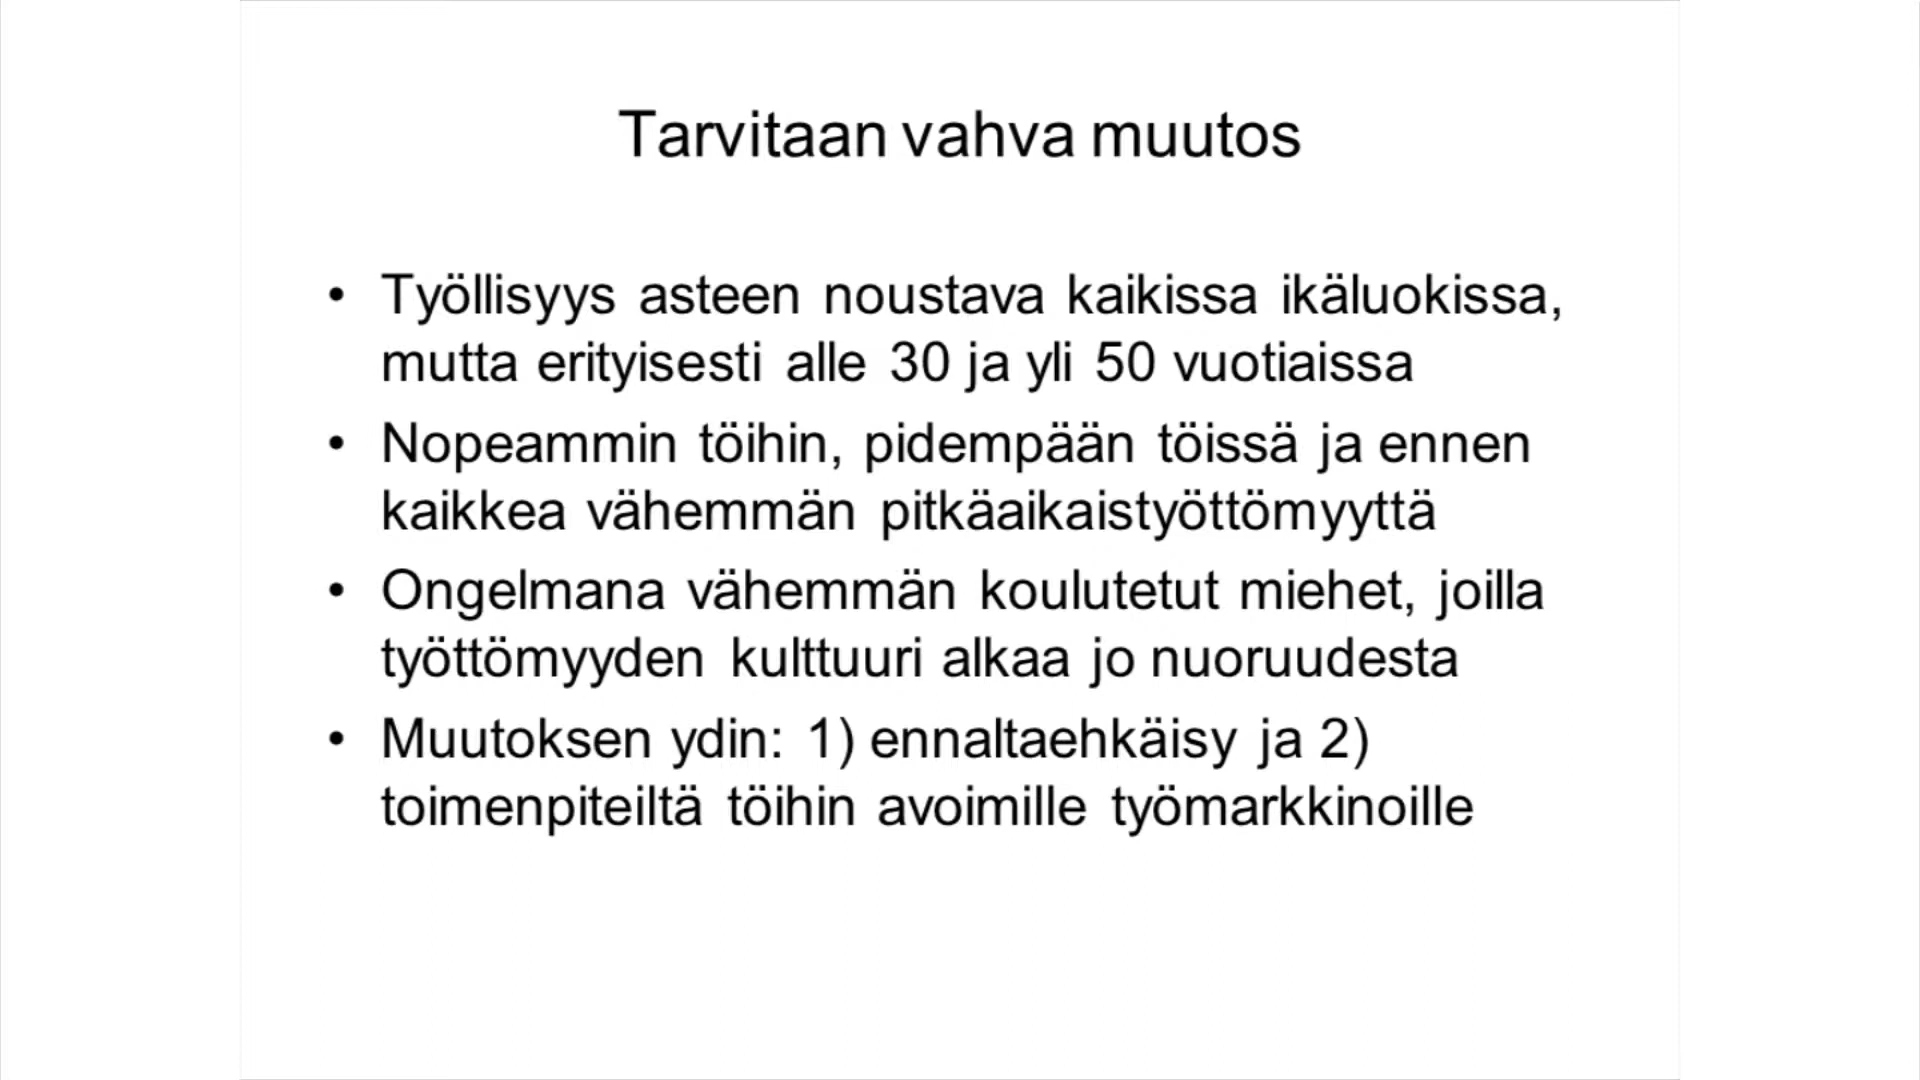 Tarvitaan vahva muutos
• Työllisyys asteen noustava kaikissa ikäluokissa,
mutta erityisesti alle 30 ja yli 50 vuotiaissa
• Nopeammin töihin, pidempään töissä ja ennen
kaikkea vähemmän pitkäaikaistyöttömyyttä
• Ongelmana vähemmän koulutetut miehet, joilla
työttömyyden kulttuuri alkaa jo nuoruudesta
• Muutoksen ydin: 1) ennaltaehkäisy ja 2)
toimenpiteiltä töihin avoimille työmarkkinoille